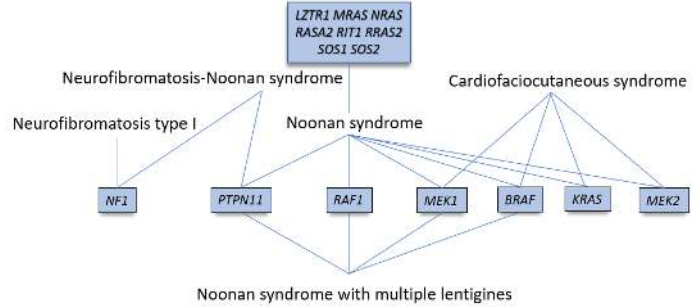 LZTR1 MRAS NRAS
RASA2 RIT1 RRAS2
SOS1 SOS2
Neurofibromatosis-Noonan syndrome
Cardiofaciocutaneous syndrome
Neurofibromatosis type I
Noonan syndrome
NF1
PTPN11
RAF1
MEK1
BRAF
KRAS
MEK2
Noonan syndrome with multiple lentigines